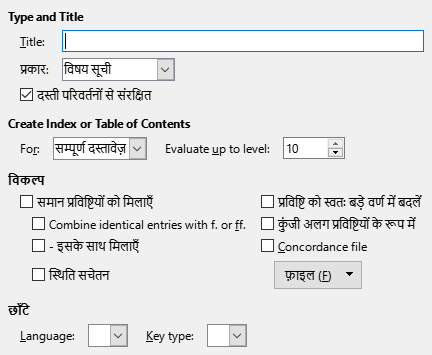 Type and Title
Title:
प्रकार: विषय सूची
दस्ती परिवर्तनों से संरक्षित
Create Index or Table of Contents
For: सम्पूर्ण दस्तावेज़ Evaluate up to level: 10
विकल्प
समान प्रविष्टियों को मिलाएँ प्रविष्टि को स्वतः बड़े वर्ण में बदलें
Combine identical entries with f. or ff. कुंजी अलग प्रविष्टियों के रूप में
- इसके साथ मिलाएँ Concordance file
स्थिति सचेतन फ़ाइल (F)
छाँटे
Language: Key type: